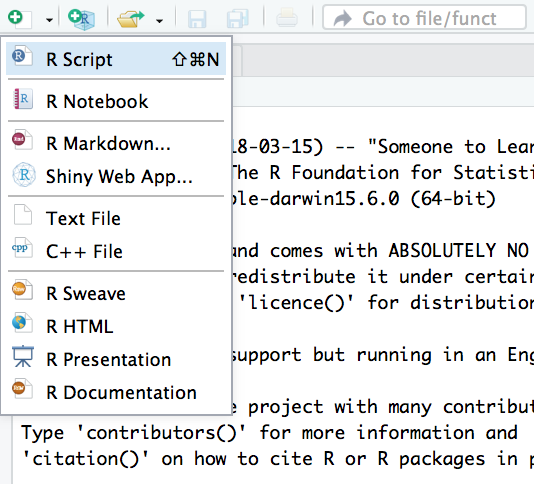 Go to file/funct
R Script ⇧⌘N
R Notebook
R Markdown...
Shiny Web App...
Text File
cpp C++ File
R Sweave
R HTML
R Presentation
R Documentation
18-03-15) -- "Someone to Lear
The R Foundation for Statisti
ple-darwin15.6.0 (64-bit)
and comes with ABSOLUTELY NO
redistribute it under certain
'licence()' for distribution
support but running in an Eng
e project with many contribut
Type 'contributors()' for more information and
'citation()' on how to cite R or R packages in p